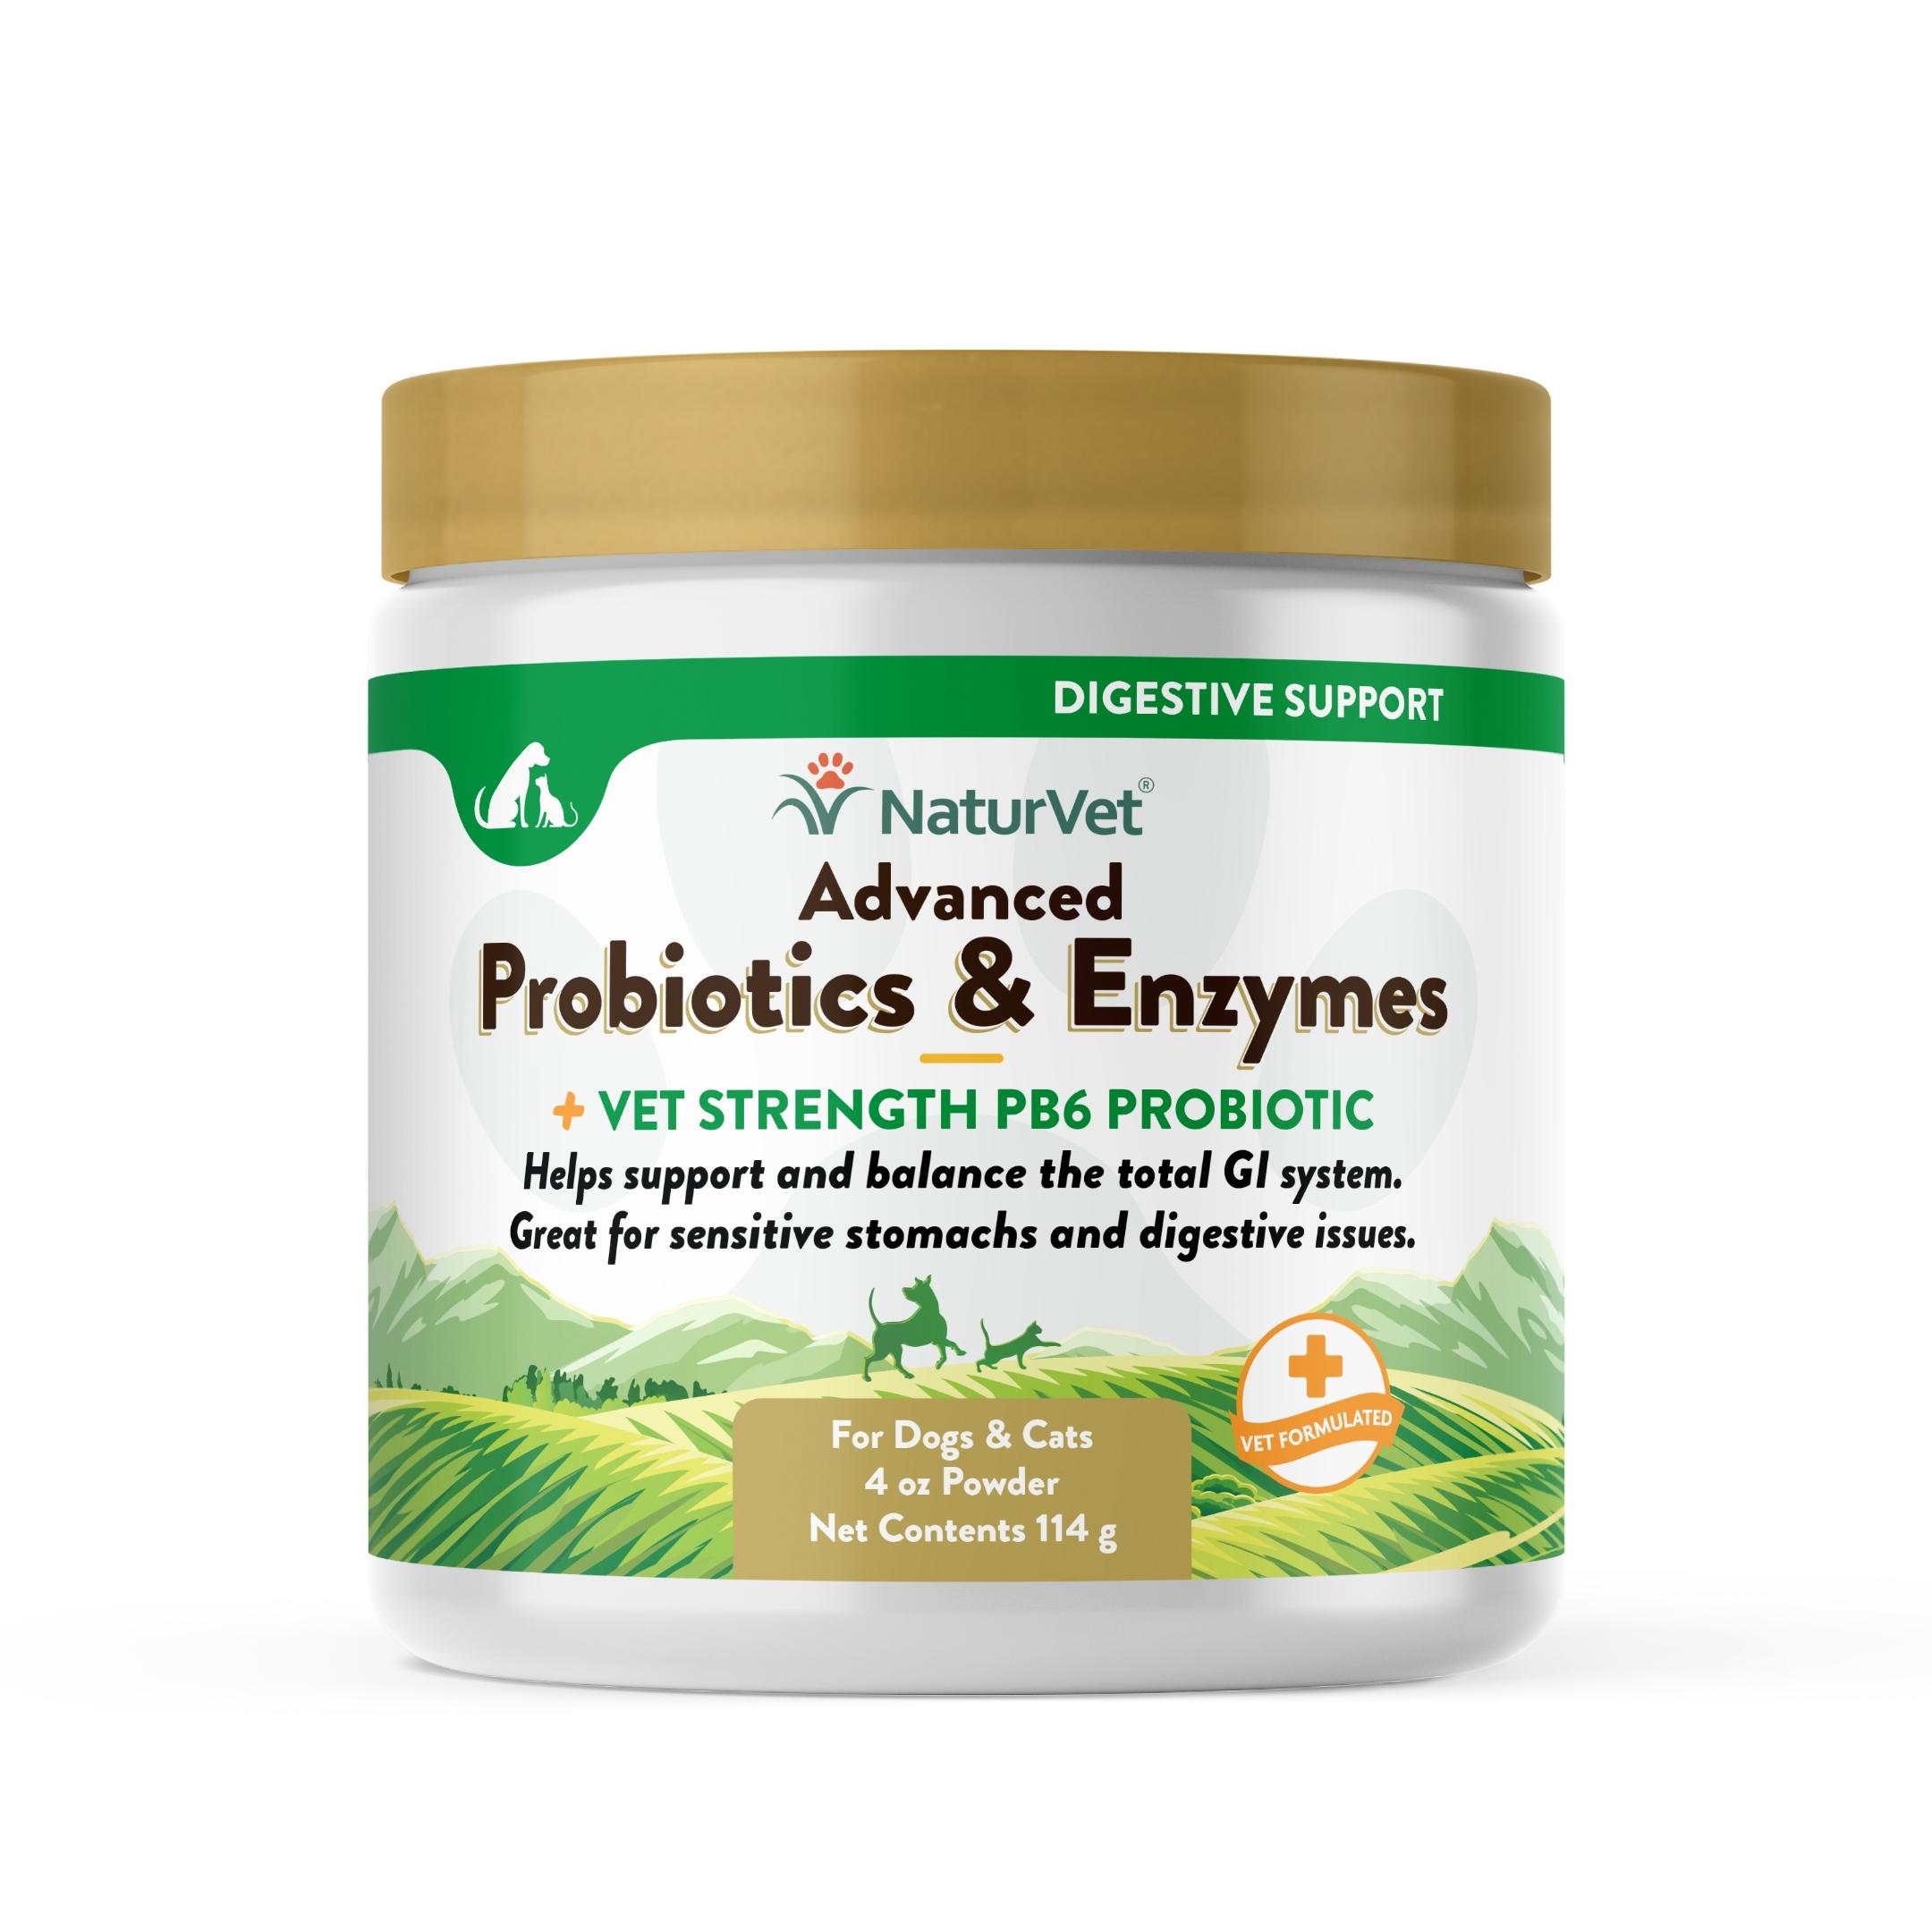 DIGESTIVE SUPPORT
NaturVet®
Advanced
Probiotics & Enzymes
+ VET STRENGTH PB6 PROBIOTIC
Helps support and balance the total GI system.
Great for sensitive stomachs and digestive issues.
VET FORMULATED
For Dogs & Cats
4 oz Powder
Net Contents 114 g